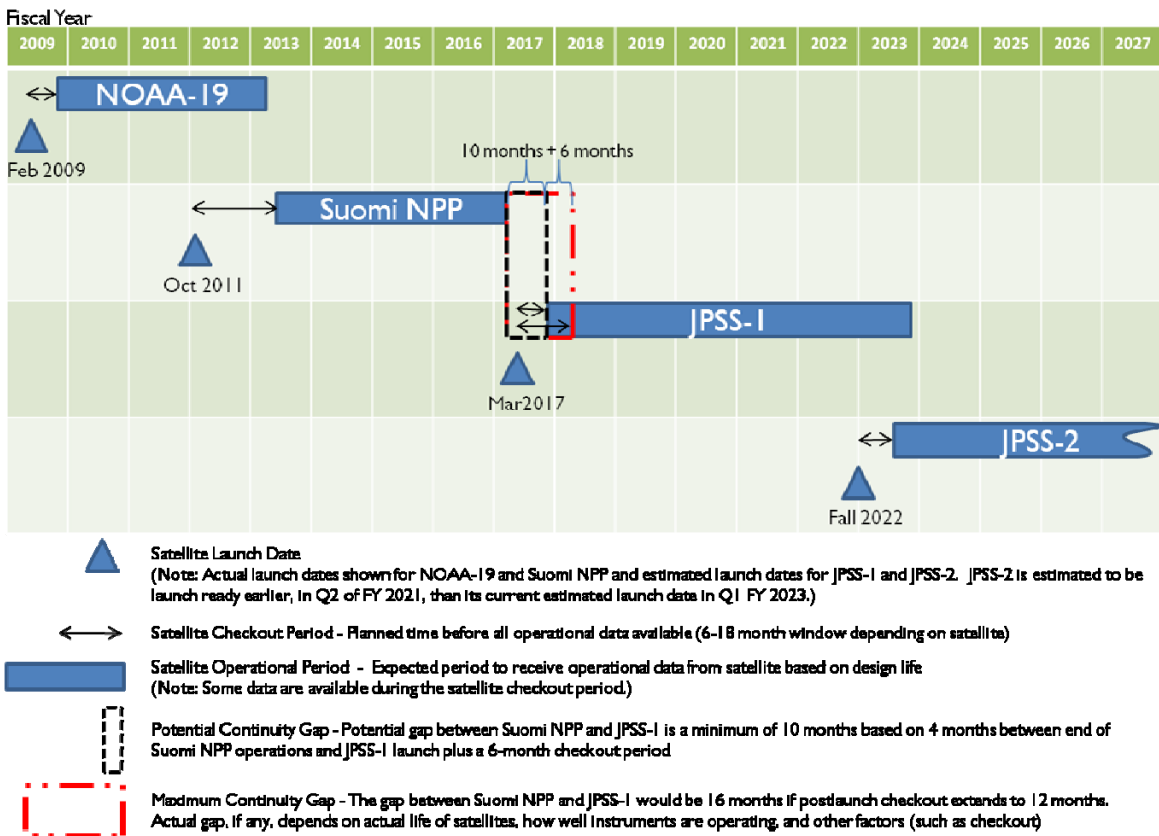 Fiscal Year
2009 2010 2011 2012 2013 2014 2015 2016 2017 2018 2019 2020 2021 2022 2023 2024 2025 2026 2027
NOAA-19
Feb 2009
10 months + 6 months
Suomi NPP
Oct 2011
JPSS-1
Mar2017
JPSS-2
Fall 2022
Satellite Launch Date
(Note: Actual launch dates shown for NOAA-19 and Suomi NPP and estimated launch dates for JPSS-1 and JPSS-2. JPSS-2 is estimated to be
launch ready earlier, in Q2 of FY 2021, than its current estimated launch date in Q1 FY 2023.)
Satellite Checkout Period - Planned time before all operational data available (6-18 month window depending on satellite)
Satellite Operational Period - Expected period to receive operational data from satellite based on design life
(Note: Some data are available during the satellite checkout period.)
Potential Continuity Gap - Potential gap between Suomi NPP and JPSS-1 is a minimum of 10 months based on 4 months between end of
Suomi NPP operations and JPSS-1 launch plus a 6-month checkout period
Maximum Continuity Gap - The gap between Suomi NPP and JPSS-1 would be 16 months if postlaunch checkout extends to 12 months.
Actual gap, if any, depends on actual life of satellites, how well instruments are operating, and other factors (such as checkout)